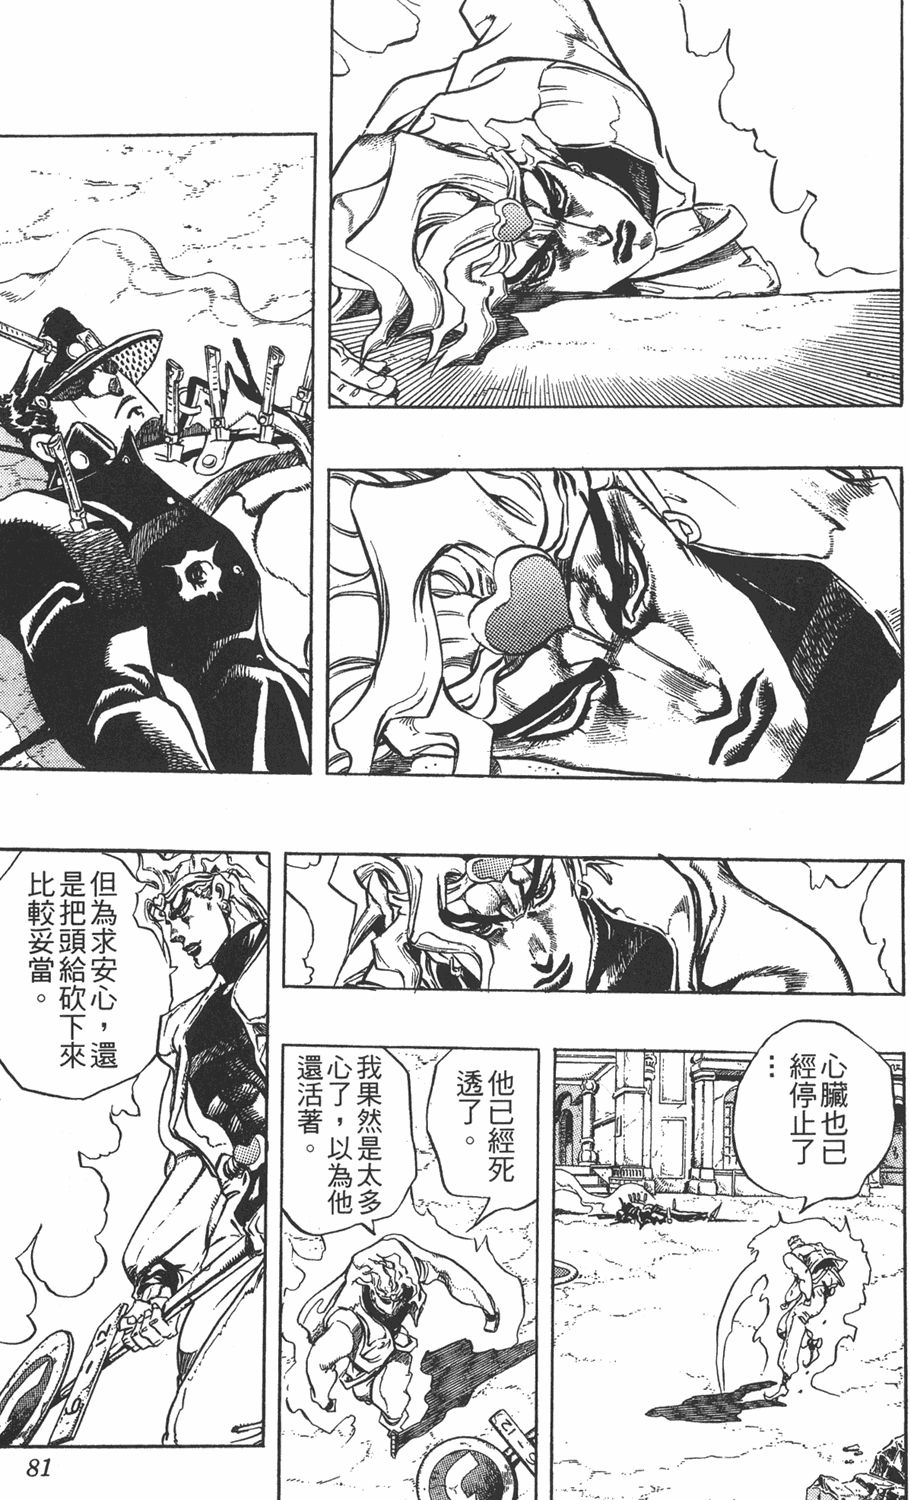 心臟也已
經停止了
…
他已經死
透了。
我果然是太多
心了，以為他
還活著。
但為求安心，還
是把頭給砍下來
比較妥當。
12
12
81